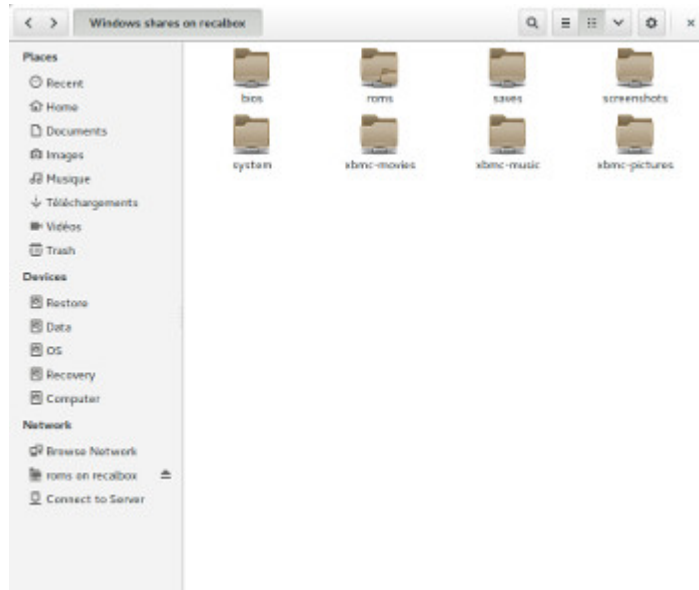 Windows shares on recalbox
Places
Recent
Home
Documents
Images
Musique
Téléchargements
Vidéos
Trash
Devices
Restore
Data
OS
Recovery
Computer
Network
Browse Network
roms on recalbox
Connect to Server
bios roms saves screenshots
system xbmc-movies xbmc-music xbmc-pictures